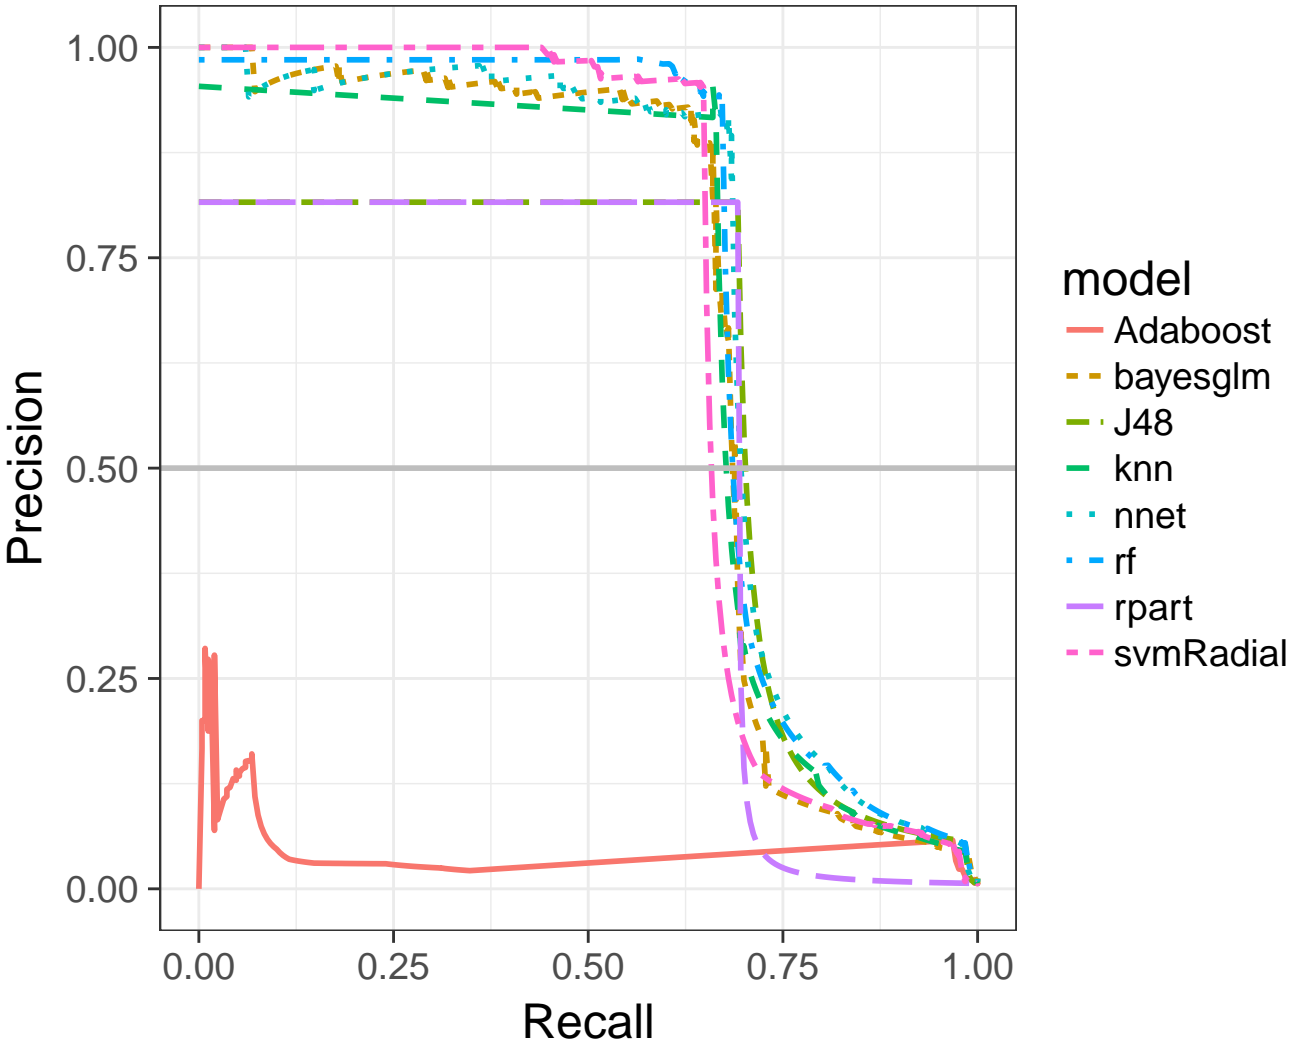 1.00
0.75
0.50
0.25
0.00
Precision
0.00 0.25 0.50 0.75 1.00
Recall
model
Adaboost
bayesglm
J48
knn
nnet
rf
rpart
svmRadial